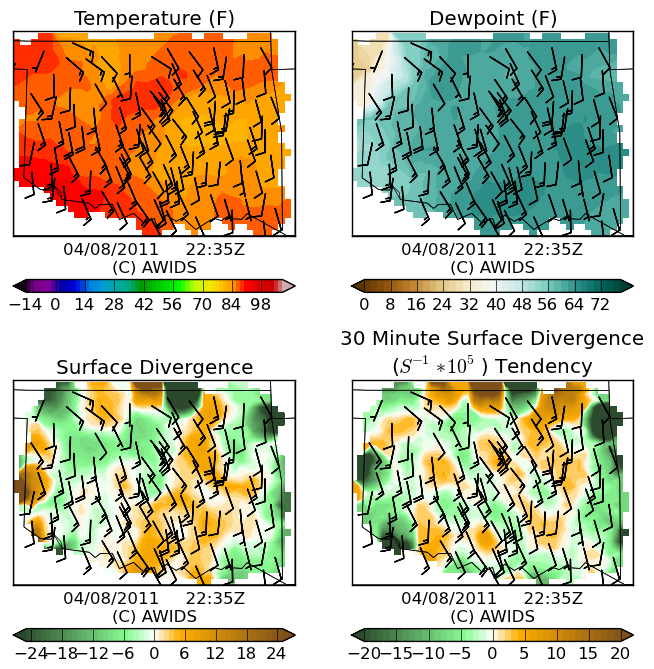 Temperature (F)
Dewpoint (F)
04/08/2011 22:35Z
(C) AWIDS
04/08/2011 22:35Z
(C) AWIDS
−14 0 14 28 42 56 70 84 98
0 8 16 24 32 40 48 56 64 72
Surface Divergence
30 Minute Surface Divergence
(S⁻¹ *10⁵ ) Tendency
04/08/2011 22:35Z
(C) AWIDS
04/08/2011 22:35Z
(C) AWIDS
−24 −18 −12 −6 0 6 12 18 24
−20 −15 −10 −5 0 5 10 15 20